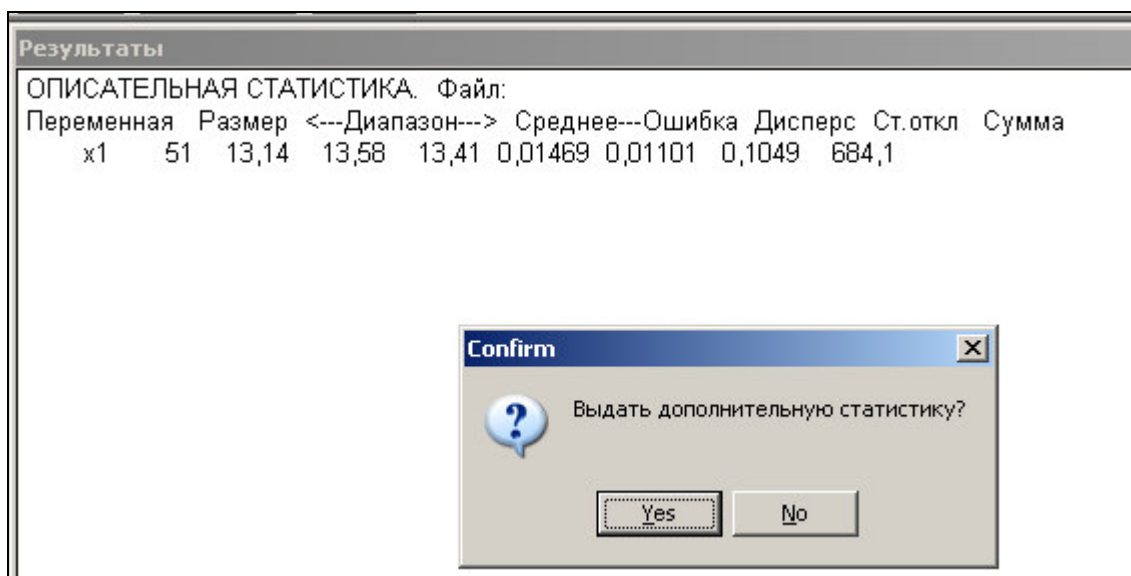 Результаты
ОПИСАТЕЛЬНАЯ СТАТИСТИКА. Файл:
Переменная Размер <---Диапазон---> Среднее---Ошибка Дисперс Ст.откл Сумма
x1 51 13,14 13,58 13,41 0,01469 0,01101 0,1049 684,1
Confirm
Выдать дополнительную статистику?
Yes No